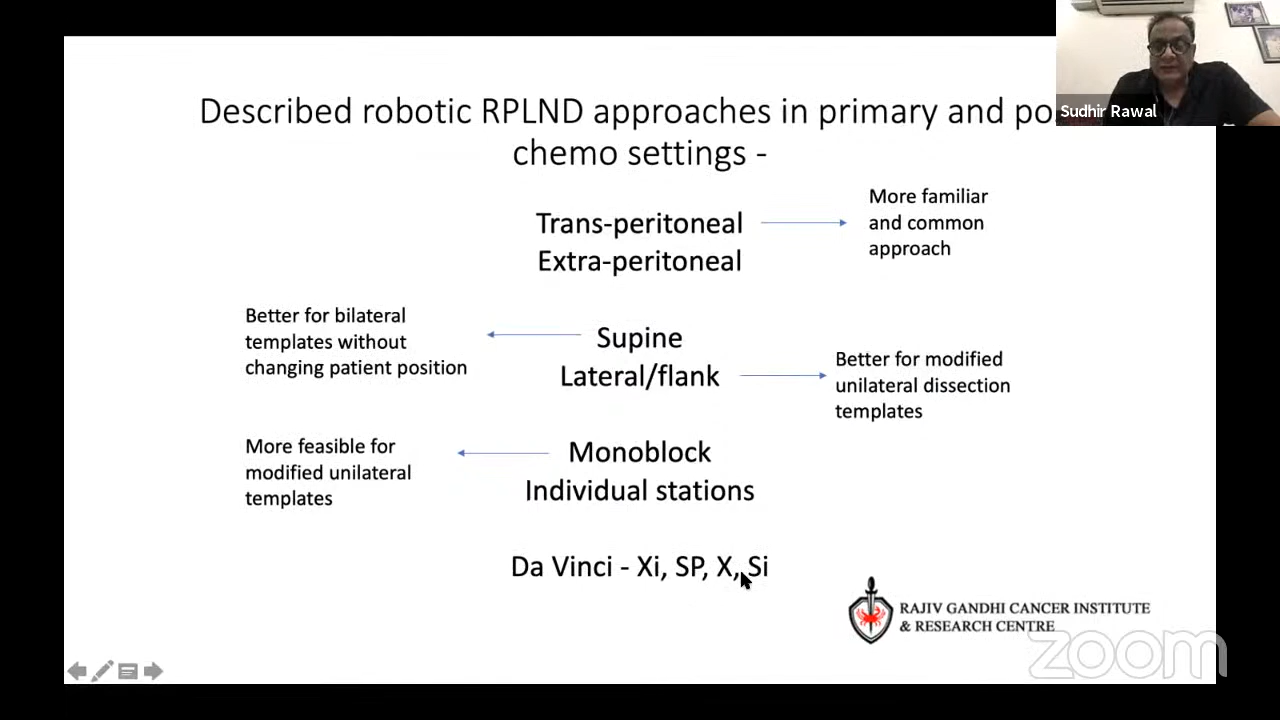 Sudhir Rawal
Described robotic RPLND approaches in primary and po
chemo settings -
Trans-peritoneal
Extra-peritoneal
More familiar
and common
approach
Better for bilateral
templates without
changing patient position
Supine
Lateral/flank
Better for modified
unilateral dissection
templates
More feasible for
modified unilateral
templates
Monoblock
Individual stations
Da Vinci - Xi, SP, X, Si
RAJIV GANDHI CANCER INSTITUTE
& RESEARCH CENTRE
zoom